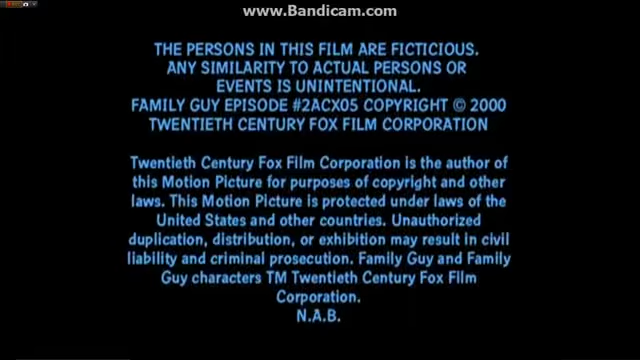 www.Bandicam.com
THE PERSONS IN THIS FILM ARE FICTICIOUS.
ANY SIMILARITY TO ACTUAL PERSONS OR
EVENTS IS UNINTENTIONAL.
FAMILY GUY EPISODE #2ACX05 COPYRIGHT © 2000
TWENTIETH CENTURY FOX FILM CORPORATION
Twentieth Century Fox Film Corporation is the author of
this Motion Picture for purposes of copyright and other
laws. This Motion Picture is protected under laws of the
United States and other countries. Unauthorized
duplication, distribution, or exhibition may result in civil
liability and criminal prosecution. Family Guy and Family
Guy characters TM Twentieth Century Fox Film
Corporation.
N.A.B.